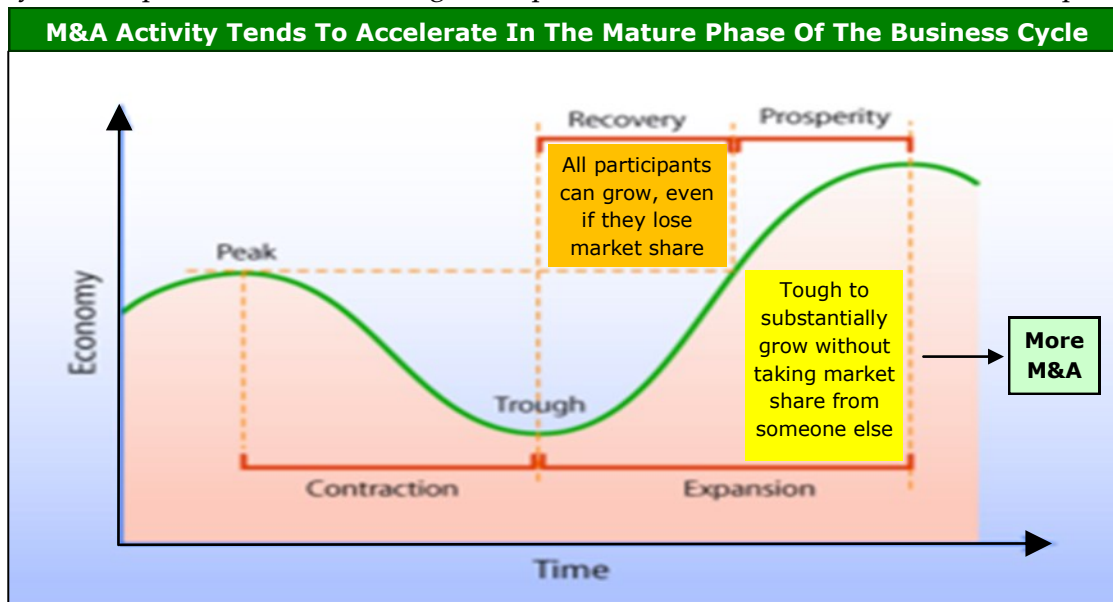 M&A Activity Tends To Accelerate In The Mature Phase Of The Business Cycle
Recovery
Prosperity
All participants
can grow, even
if they lose
market share
Peak
Tough to
substantially
grow without
taking market
share from
someone else
More
M&A
Economy
Trough
Contraction
Expansion
Time